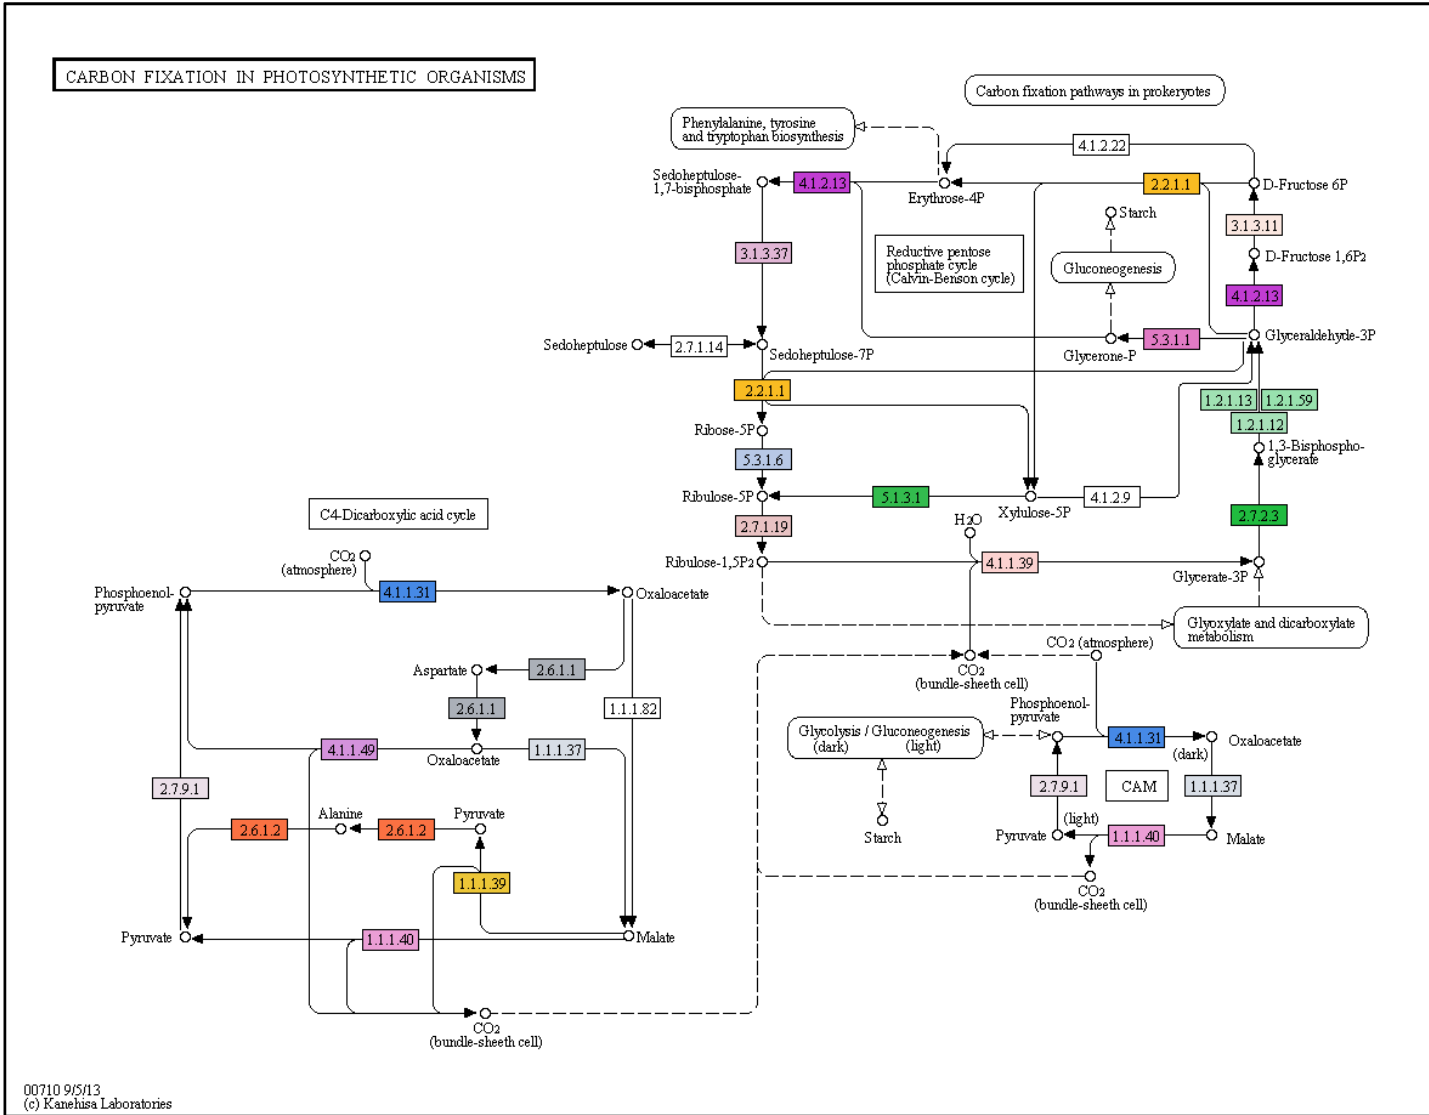 CARBON FIXATION IN PHOTOSYNTHETIC ORGANISMS
Carbon fixation pathways in prokeryotes
Phenylalanine, tyrosine
and tryptophan biosynthesis
4.1.2.22
Sedoheptulose-
1,7-bisphosphate
4.1.2.13
Erythrose-4P
2.2.1.1
D-Fructose 6P
Starch
3.1.3.11
3.1.3.37
Reductive pentose
phosphate cycle
(Calvin-Benson cycle)
Gluconeogenesis
D-Fructose 1,6P2
4.1.2.13
Sedoheptulose
2.7.1.14
Sedoheptulose-7P
Glycerone-P
5.3.1.1
Glyceraldehyde-3P
2.2.1.1
1.2.1.13
1.2.1.59
1.2.1.12
Ribose-5P
1,3-Bisphospho-
glycerate
5.3.1.6
Ribulose-5P
5.1.3.1
Xylulose-5P
4.1.2.9
2.7.2.3
C4-Dicarboxylic acid cycle
2.7.1.19
H2O
CO2
(atmosphere)
Ribulose-1,5P2
4.1.1.39
Glycerate-3P
Phosphoenol-
pyruvate
4.1.1.31
Oxaloacetate
Glyoxylate and dicarboxylate
metabolism
CO2 (atmosphere)
Aspartate
2.6.1.1
CO2
(bundle-sheeth cell)
2.6.1.1
1.1.1.82
Phosphoenol-
pyruvate
Glycolysis / Gluconeogenesis
(dark)
(light)
4.1.1.31
Oxaloacetate
(dark)
4.1.1.49
Oxaloacetate
1.1.1.37
2.7.9.1
2.7.9.1
CAM
1.1.1.37
Alanine
Pyruvate
(light)
2.6.1.2
2.6.1.2
Starch
Pyruvate
1.1.1.40
Malate
1.1.1.39
CO2
(bundle-sheeth cell)
Pyruvate
1.1.1.40
Malate
CO2
(bundle-sheeth cell)
00710 9/5/13
(c) Kanehisa Laboratories